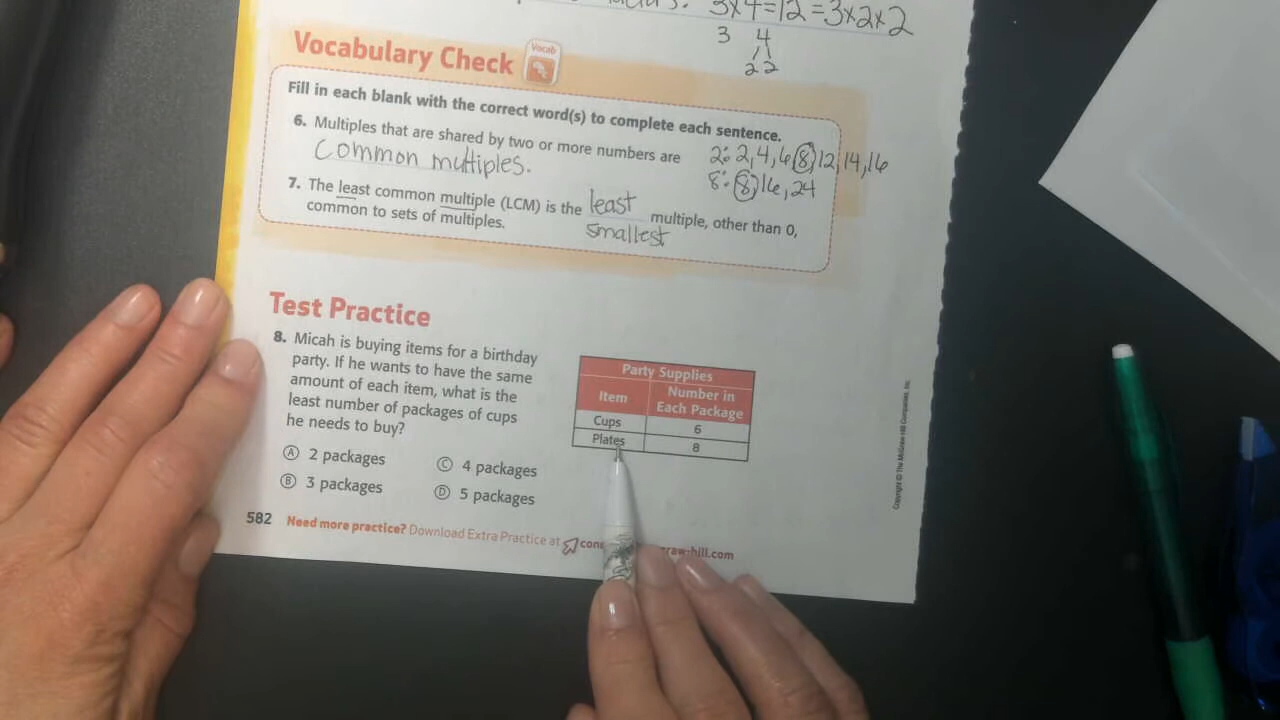 3x4=12=3x2x2
3 4
2 2
Vocabulary Check
Vocab
Fill in each blank with the correct word(s) to complete each sentence.
6. Multiples that are shared by two or more numbers are
common multiples.
2: 2,4,6,8,12,14,16
8: 8,16,24
7. The least common multiple (LCM) is the least multiple, other than 0,
common to sets of multiples.
smallest
Test Practice
8. Micah is buying items for a birthday
party. If he wants to have the same
amount of each item, what is the
least number of packages of cups
he needs to buy?
Party Supplies
Item Number in Each Package
Cups 6
Plates 8
A 2 packages
C 4 packages
B 3 packages
D 5 packages
582 Need more practice? Download Extra Practice at
raw-hill.com
Copyright © The McGraw-Hill Companies, Inc.